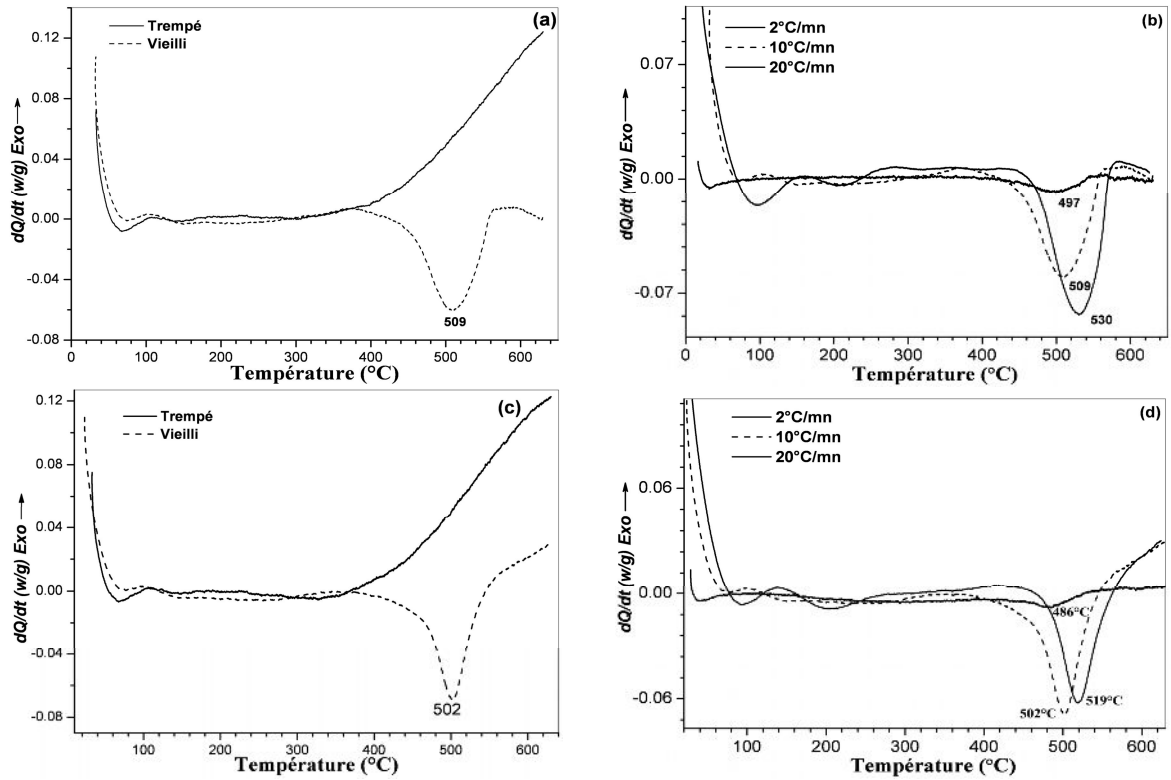 (a)
Trempé
Vieilli
dQ/dt (w/g) Exo
0.12
0.08
0.04
0.00
-0.04
-0.08
509
0 100 200 300 400 500 600
Température (°C)
(b)
2°C/mn
10°C/mn
20°C/mn
dQ/dt (w/g) Exo
0.07
0.00
-0.07
497
509
530
0 100 200 300 400 500 600
Température (°C)
(c)
Trempé
Vieilli
dQ/dt (w/g) Exo
0.12
0.08
0.04
0.00
-0.04
-0.08
502
100 200 300 400 500 600
Température (°C)
(d)
2°C/mn
10°C/mn
20°C/mn
dQ/dt (w/g) Exo
0.06
0.00
-0.06
486°C
502°C
519°C
100 200 300 400 500 600
Température (°C)